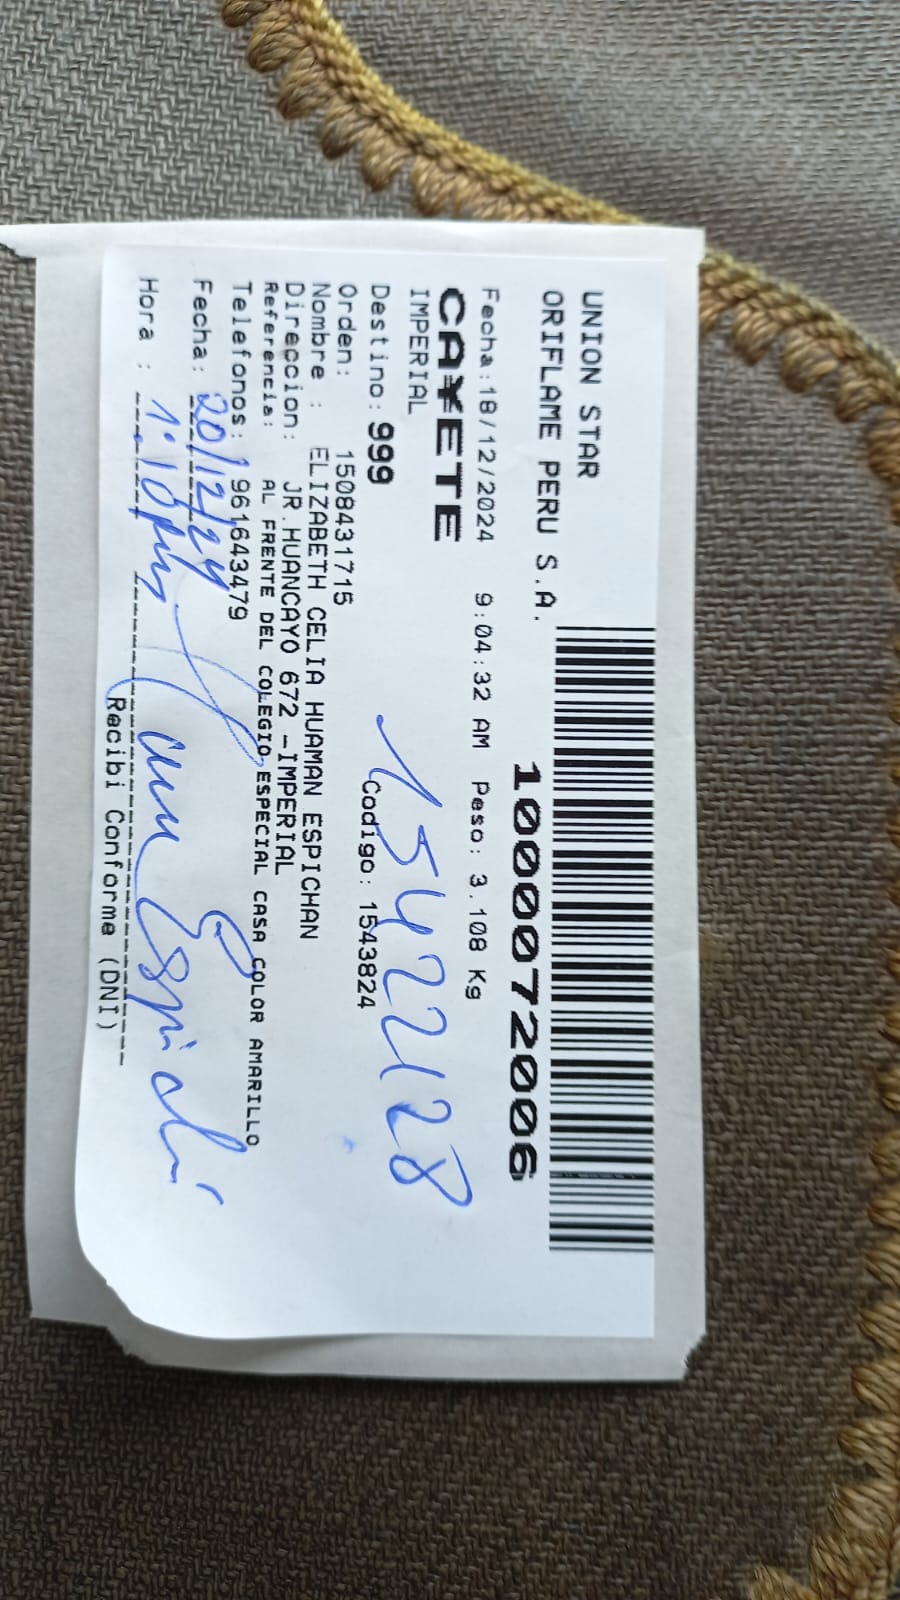 UNION STAR
ORIFLAME PERU S.A.
1000072006
Fecha:18/12/2024 9:04:32 AM Peso: 3.108 Kg
CAÑETE
IMPERIAL
15422128
Destino: 999 Codigo: 1543824
Orden: 1508431715
Nombre : ELIZABETH CELIA HUAMAN ESPICHAN
Direccion: JR.HUANCAYO 672 -IMPERIAL
Referencia: AL FRENTE DEL COLEGIO ESPECIAL CASA COLOR AMARILLO
Telefonos: 961643479
Fecha: 20/12/24
Hora : 1:10pm
Recibi Conforme (DNI)